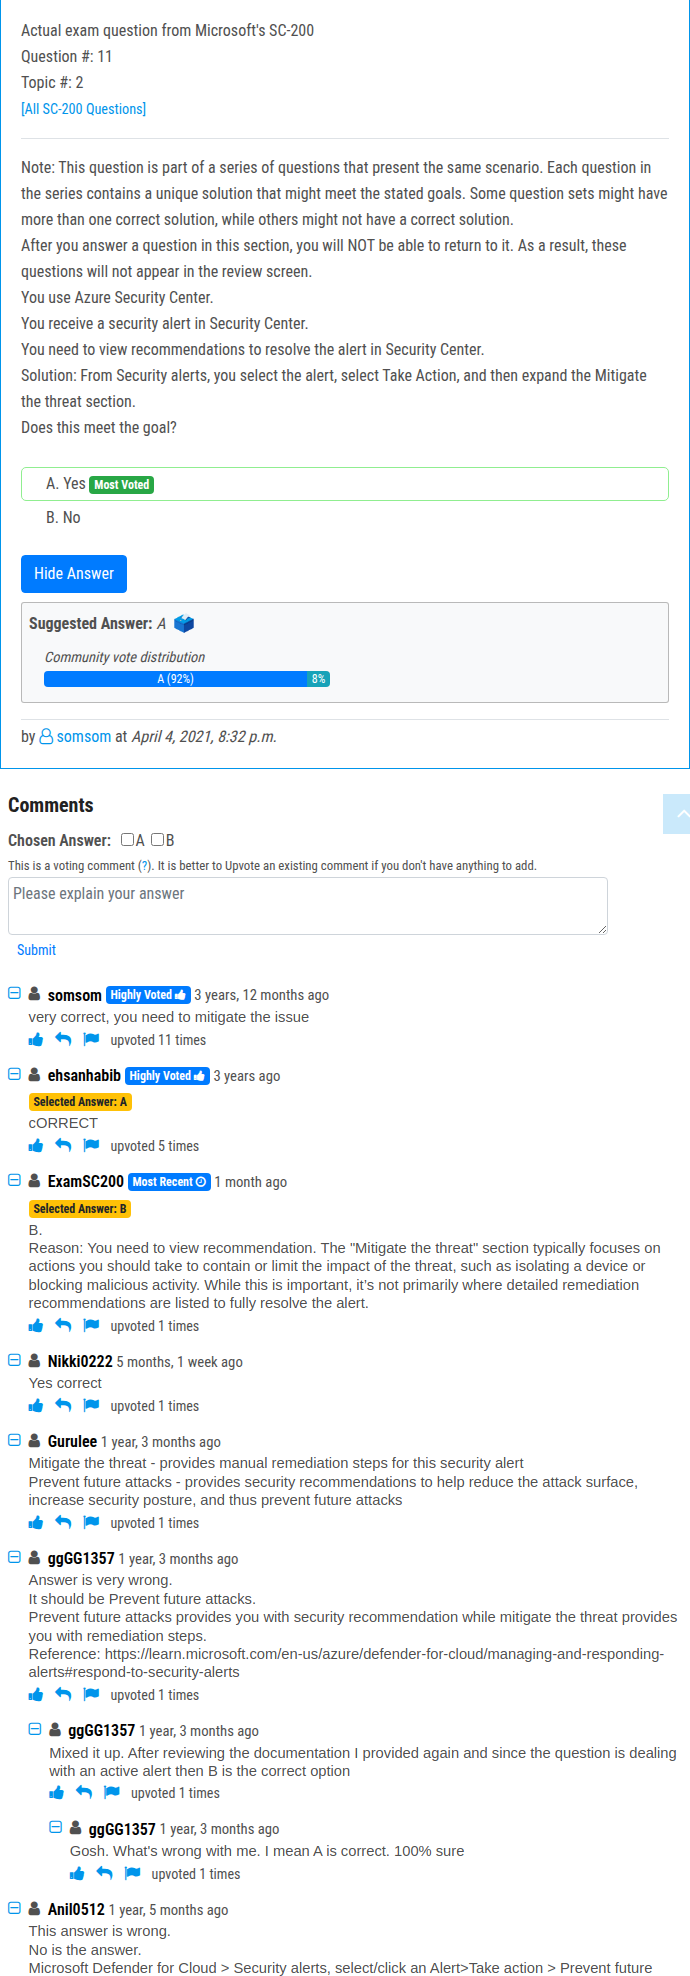 Actual exam question from Microsoft's SC-200
Question #: 11
Topic #: 2
[All SC-200 Questions]
Note: This question is part of a series of questions that present the same scenario. Each question in
the series contains a unique solution that might meet the stated goals. Some question sets might have
more than one correct solution, while others might not have a correct solution.
After you answer a question in this section, you will NOT be able to return to it. As a result, these
questions will not appear in the review screen.
You use Azure Security Center.
You receive a security alert in Security Center.
You need to view recommendations to resolve the alert in Security Center.
Solution: From Security alerts, you select the alert, select Take Action, and then expand the Mitigate
the threat section.
Does this meet the goal?
A. Yes Most Voted
B. No
Hide Answer
Suggested Answer: A
Community vote distribution
A (92%) 8%
by somsom at April 4, 2021, 8:32 p.m.
Comments
Chosen Answer: A B
This is a voting comment (?). It is better to Upvote an existing comment if you don't have anything to add.
Please explain your answer
Submit
somsom Highly Voted 3 years, 12 months ago
very correct, you need to mitigate the issue
upvoted 11 times
ehsanhabib Highly Voted 3 years ago
Selected Answer: A
cORRECT
upvoted 5 times
ExamSC200 Most Recent 1 month ago
Selected Answer: B
B.
Reason: You need to view recommendation. The "Mitigate the threat" section typically focuses on
actions you should take to contain or limit the impact of the threat, such as isolating a device or
blocking malicious activity. While this is important, it’s not primarily where detailed remediation
recommendations are listed to fully resolve the alert.
upvoted 1 times
Nikki0222 5 months, 1 week ago
Yes correct
upvoted 1 times
Gurulee 1 year, 3 months ago
Mitigate the threat - provides manual remediation steps for this security alert
Prevent future attacks - provides security recommendations to help reduce the attack surface,
increase security posture, and thus prevent future attacks
upvoted 1 times
ggGG1357 1 year, 3 months ago
Answer is very wrong.
It should be Prevent future attacks.
Prevent future attacks provides you with security recommendation while mitigate the threat provides
you with remediation steps.
Reference: https://learn.microsoft.com/en-us/azure/defender-for-cloud/managing-and-responding-
alerts#respond-to-security-alerts
upvoted 1 times
ggGG1357 1 year, 3 months ago
Mixed it up. After reviewing the documentation I provided again and since the question is dealing
with an active alert then B is the correct option
upvoted 1 times
ggGG1357 1 year, 3 months ago
Gosh. What's wrong with me. I mean A is correct. 100% sure
upvoted 1 times
Anil0512 1 year, 5 months ago
This answer is wrong.
No is the answer.
Microsoft Defender for Cloud > Security alerts, select/click an Alert>Take action > Prevent future